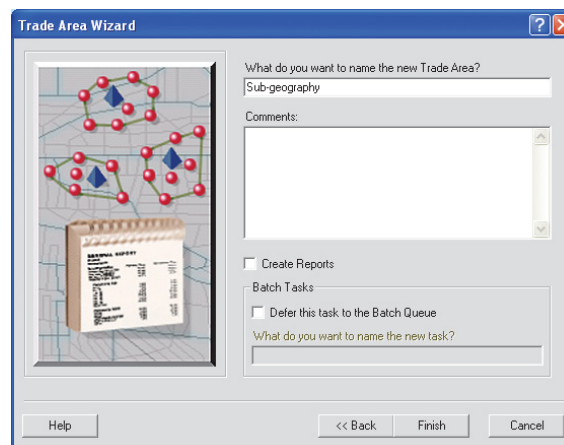 Trade Area Wizard
What do you want to name the new Trade Area?
Sub-geography
Comments:
Create Reports
Batch Tasks
Defer this task to the Batch Queue
What do you want to name the new task?
Help
<< Back
Finish
Cancel